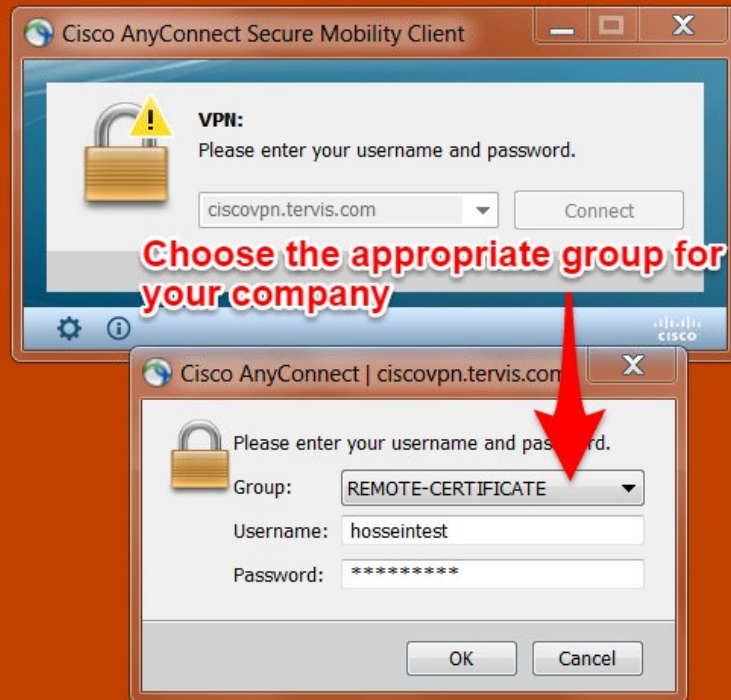 Cisco AnyConnect Secure Mobility Client
VPN:
Please enter your username and password.
ciscovpn.tervis.com
Connect
Choose the appropriate group for
your company
cisco
Cisco AnyConnect | ciscovpn.tervis.com
Please enter your username and password.
Group:
REMOTE-CERTIFICATE
Username:
hosseintest
Password:
*********
OK
Cancel